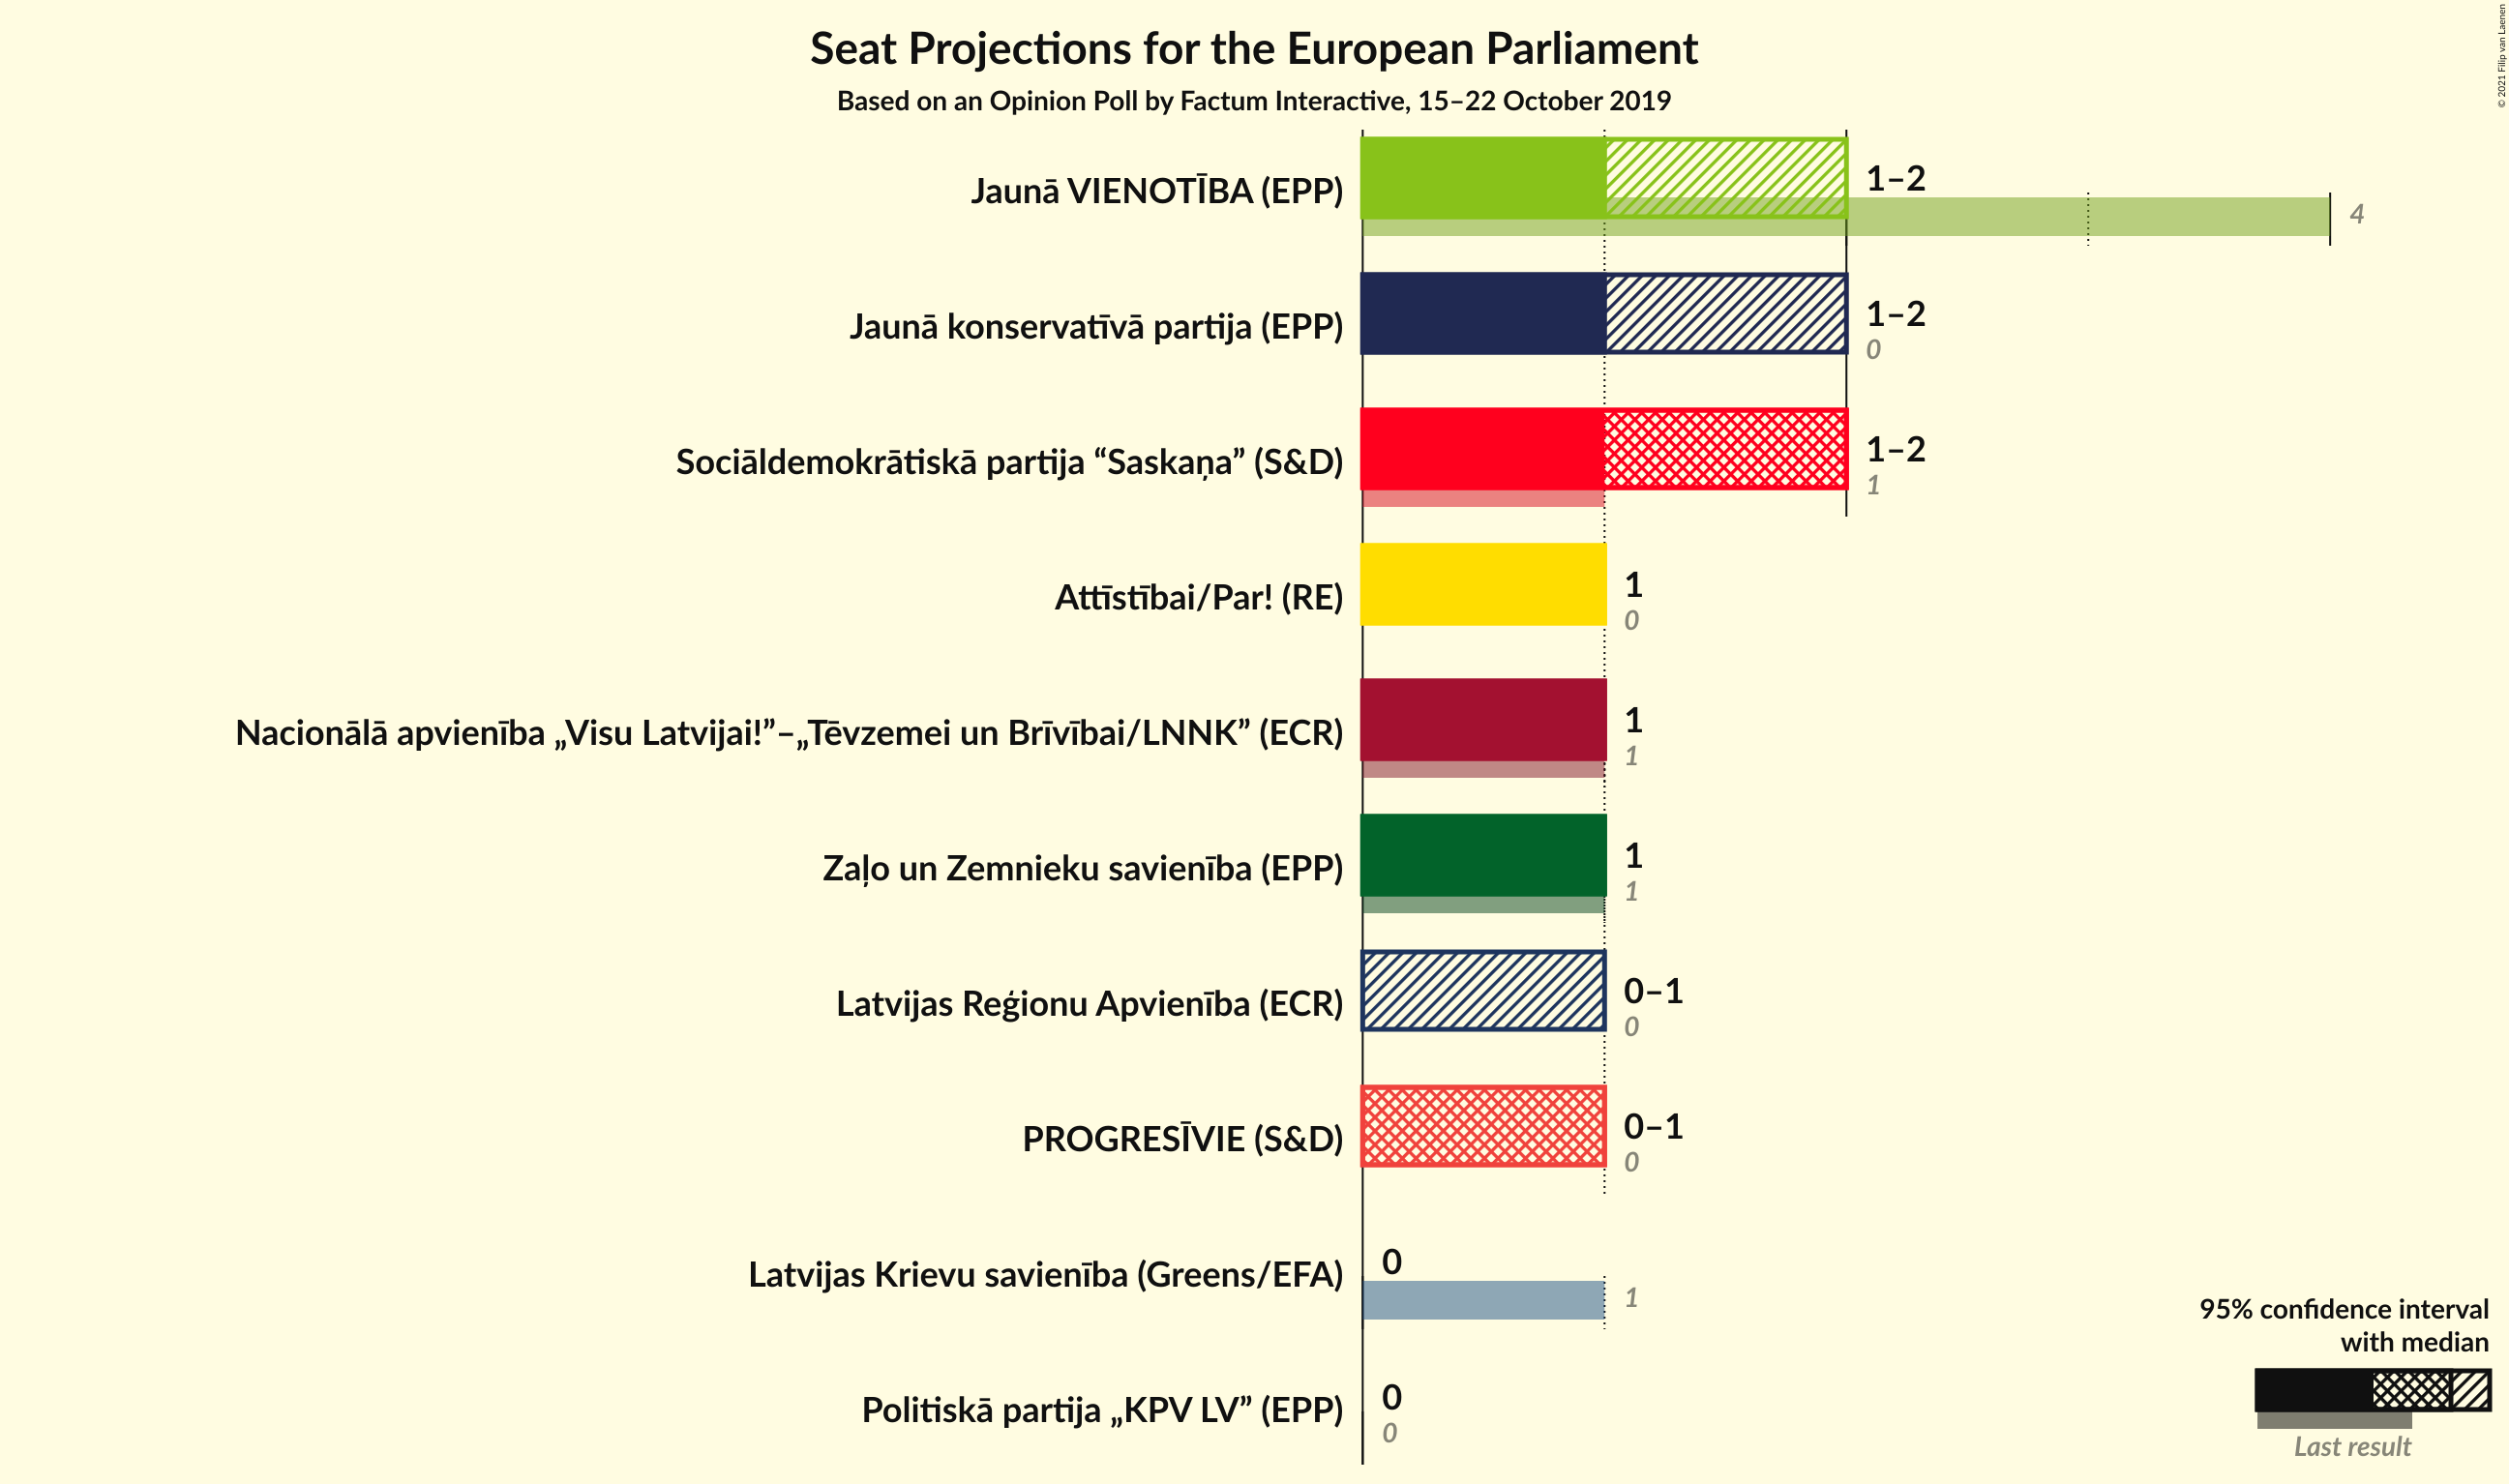 Seat Projections for the European Parliament
Based on an Opinion Poll by Factum Interactive, 15–22 October 2019
© 2021 Filip van Laenen
Jaunā VIENOTĪBA (EPP)
1–2
4
Jaunā konservatīvā partija (EPP)
1–2
0
Sociāldemokrātiskā partija “Saskaņa” (S&D)
1–2
1
Attīstībai/Par! (RE)
1
0
Nacionālā apvienība „Visu Latvijai!”–„Tēvzemei un Brīvībai/LNNK” (ECR)
1
1
Zaļo un Zemnieku savienība (EPP)
1
1
Latvijas Reģionu Apvienība (ECR)
0–1
0
PROGRESĪVIE (S&D)
0–1
0
Latvijas Krievu savienība (Greens/EFA)
0
1
Politiskā partija „KPV LV” (EPP)
0
0
95% confidence interval
with median
Last result